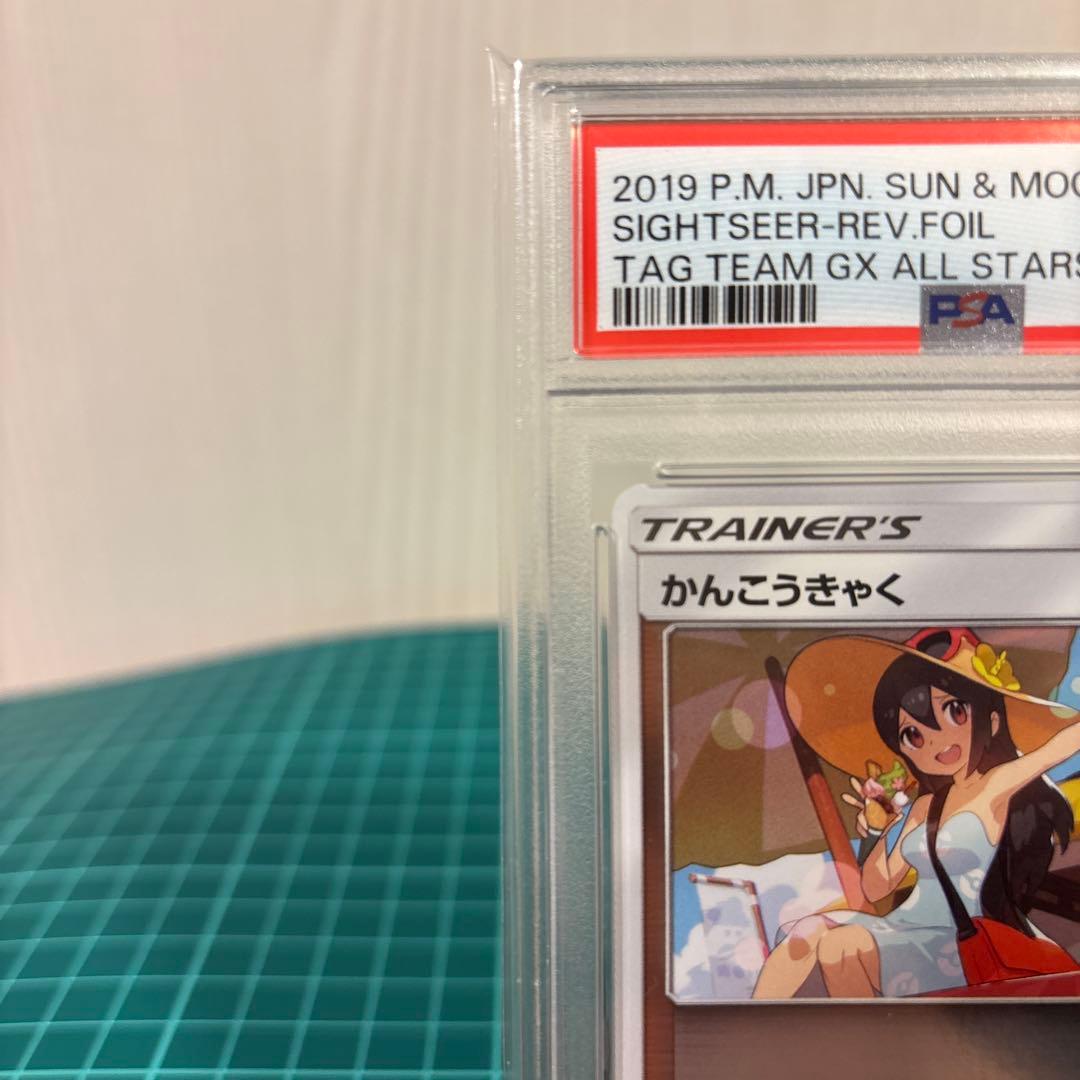 2019 P.M. JPN. SUN & MOO
SIGHTSEER-REV.FOIL
TAG TEAM GX ALL STARS
PSA
TRAINER'S
かんこうきゃく